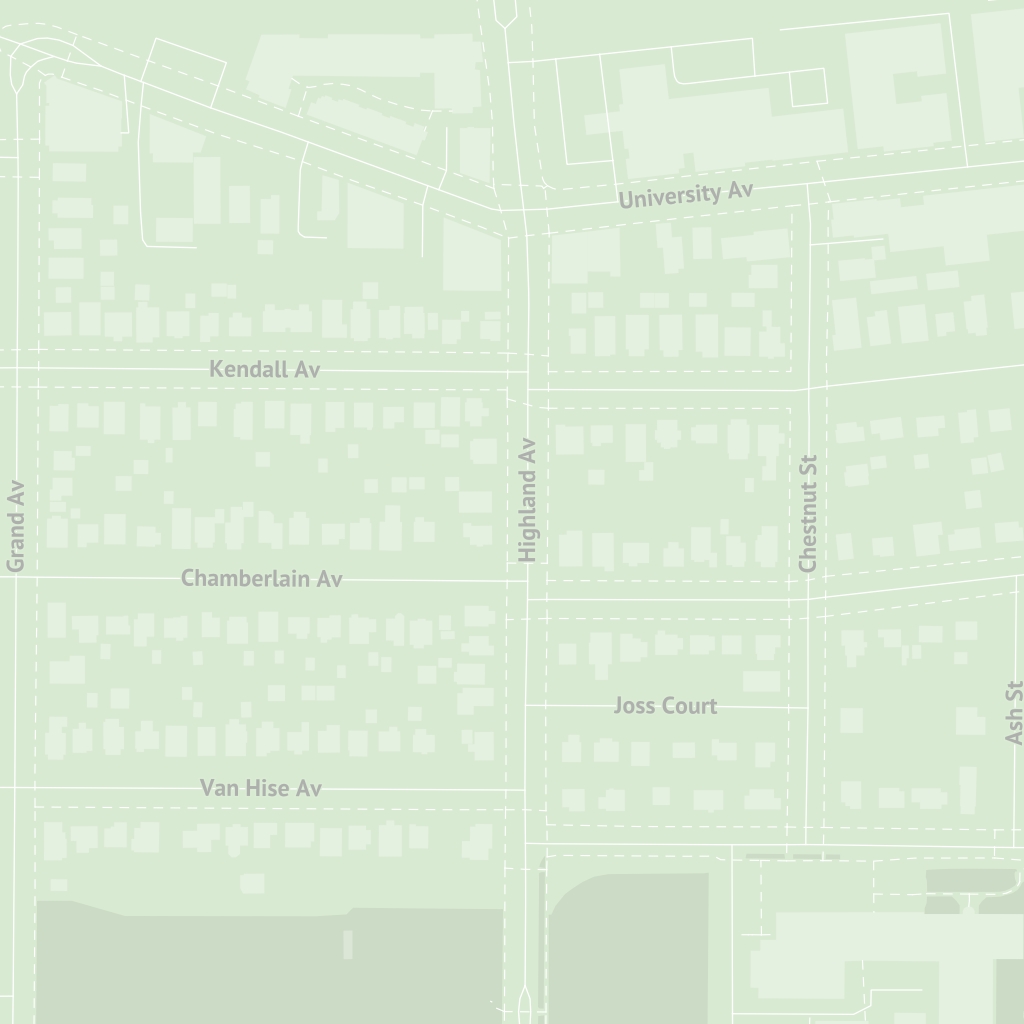 University Av
Kendall Av
Grand Av
Highland Av
Chestnut St
Chamberlain Av
Joss Court
Ash St
Van Hise Av